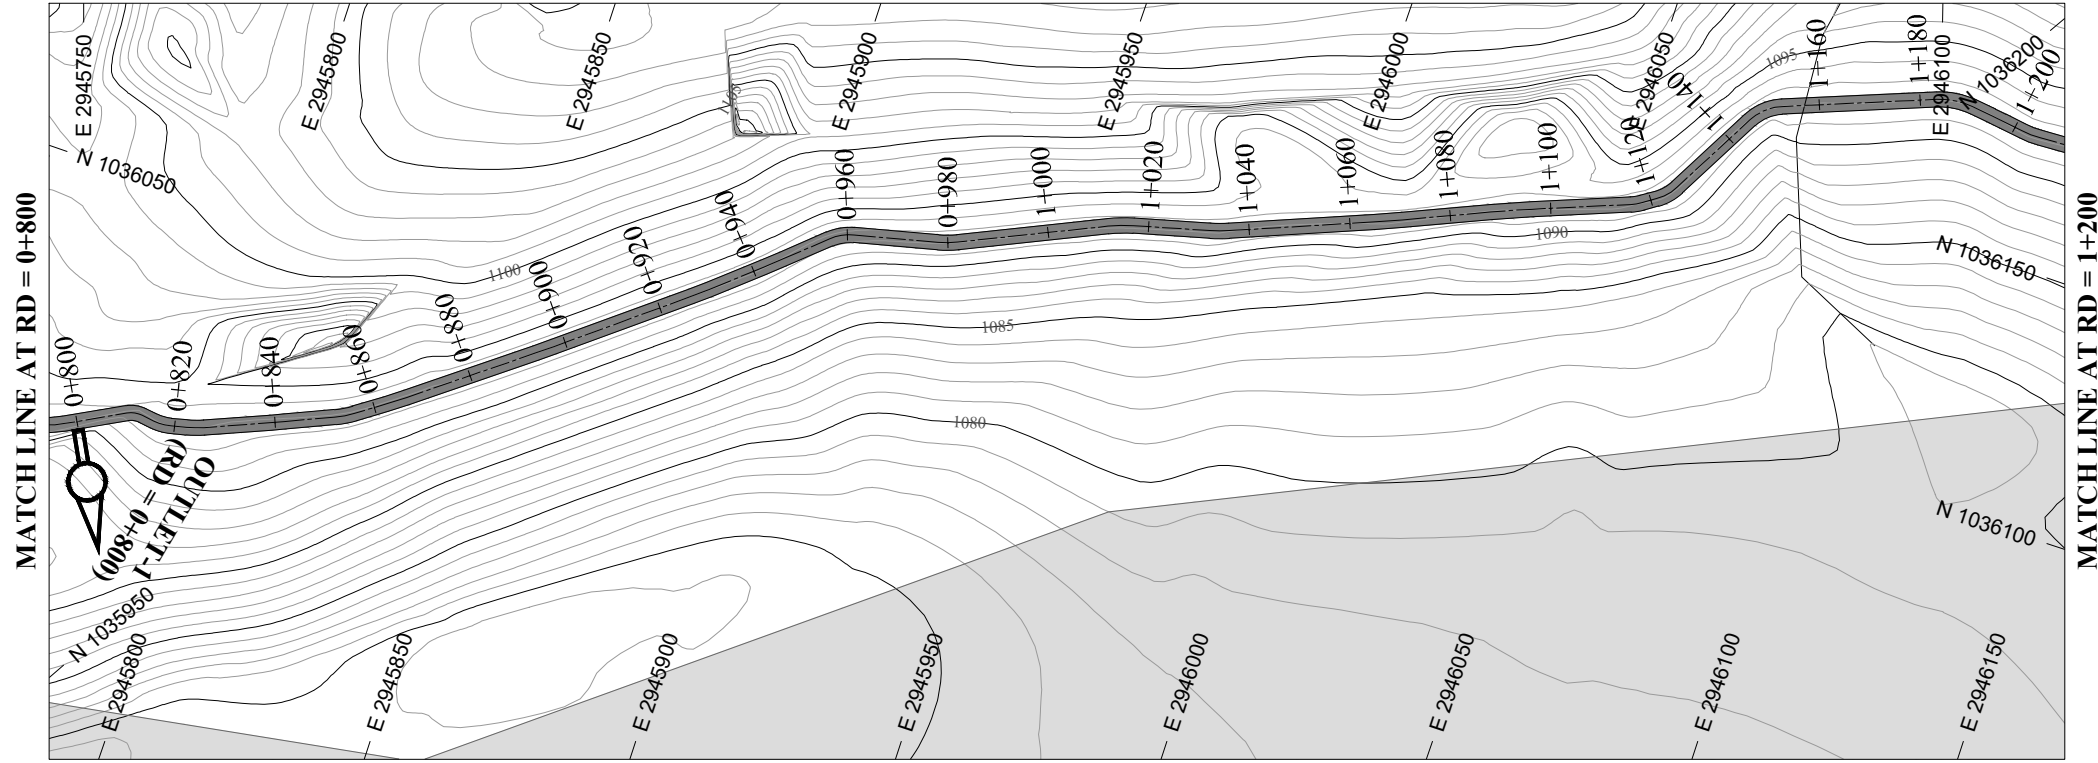 MATCH LINE AT RD = 0+800
E 2945750
E 2945800
E 2945850
E 2945900
E 2945950
E 2946000
E 2946050
E 2946100
N 1036200
N 1036050
1095
1100
1090
1085
1080
0+800
0+820
0+840
0+860
0+880
0+900
0+920
0+940
0+960
0+980
1+000
1+020
1+040
1+060
1+080
1+100
1+120
1+140
1+160
1+180
1+200
N 1036150
N 1036100
OUTLET-1
(RD = 0+800)
N 1035950
E 2945800
E 2945850
E 2945900
E 2945950
E 2946000
E 2946050
E 2946100
E 2946150
MATCH LINE AT RD = 1+200